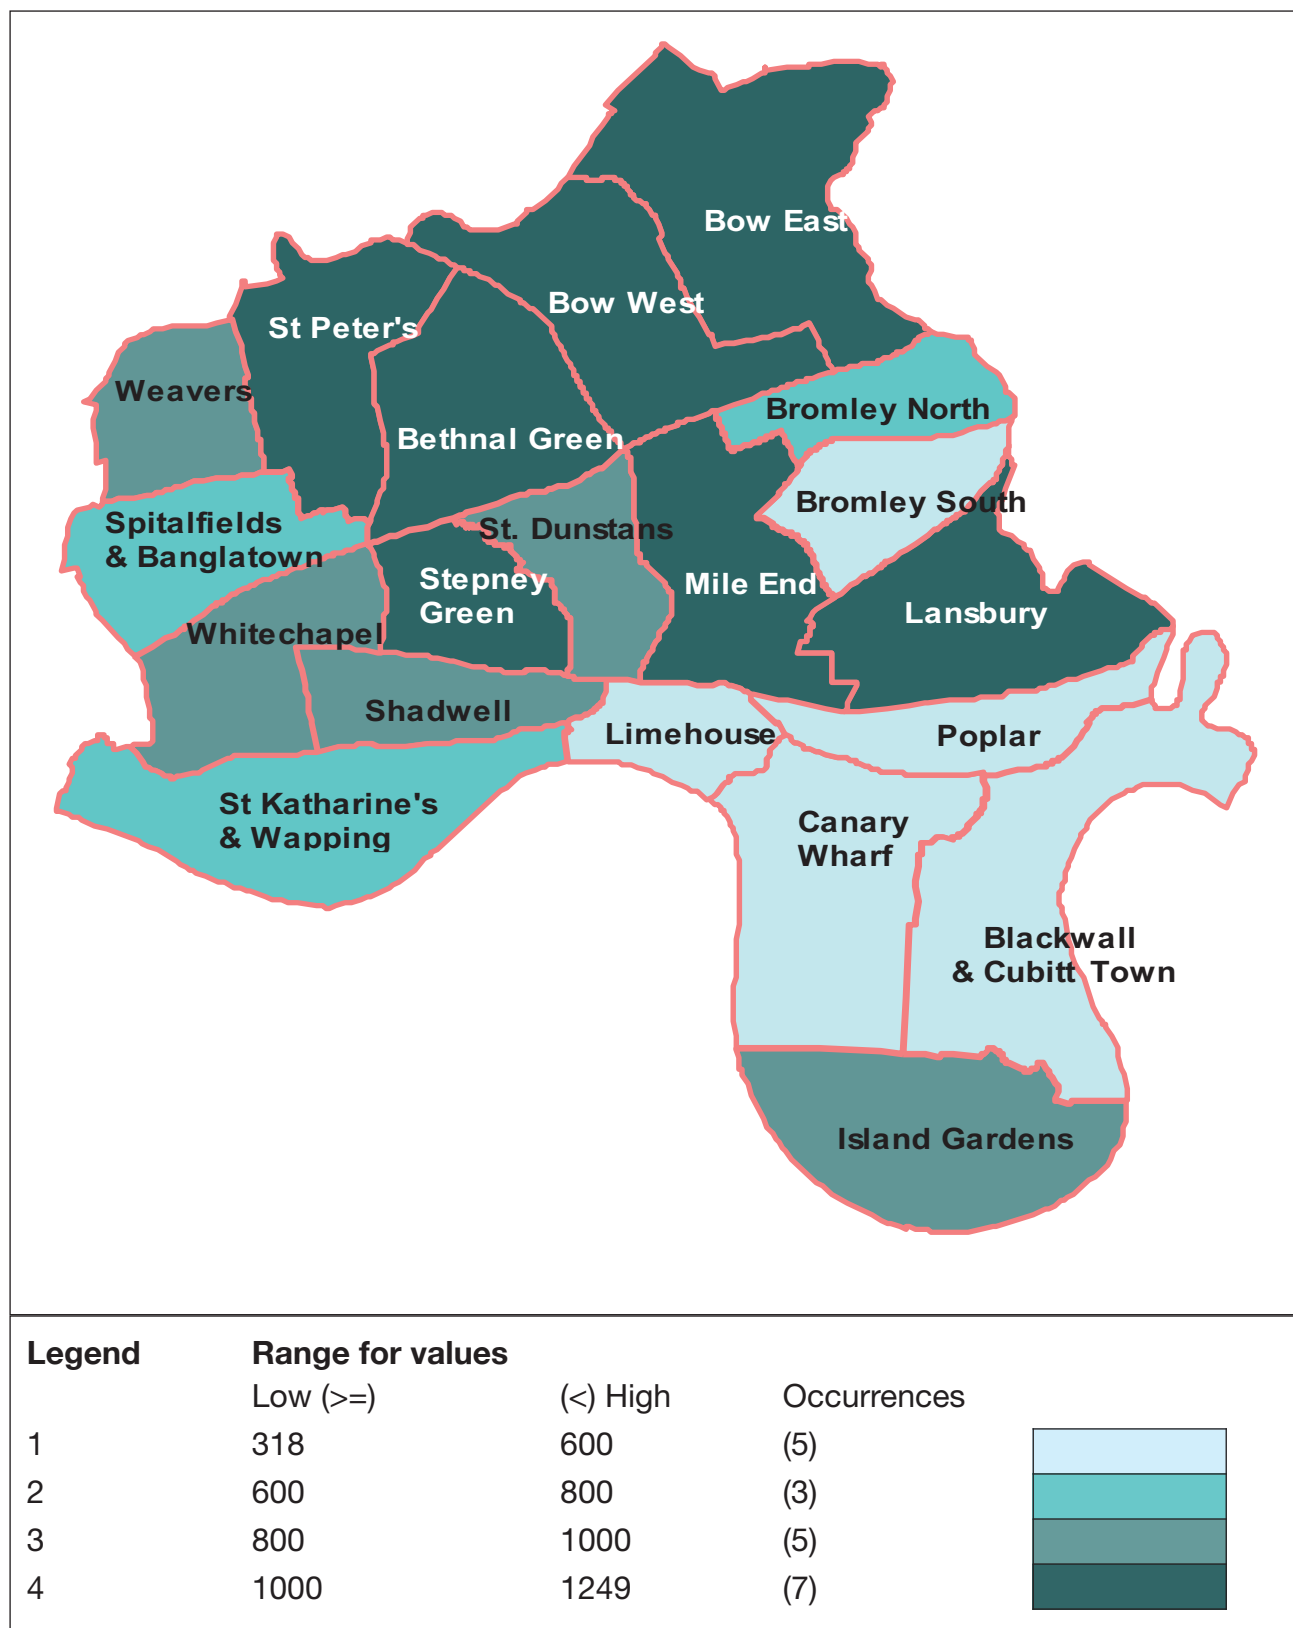 Bow East
Bow West
St Peter's
Weavers
Bromley North
Bethnal Green
Bromley South
Spitalfields
& Banglatown
St. Dunstans
Stepney
Green
Mile End
Lansbury
Whitechapel
Shadwell
Limehouse
Poplar
St Katharine's
& Wapping
Canary
Wharf
Blackwall
& Cubitt Town
Island Gardens
Legend Range for values
Low (>=) (<) High Occurrences
1 318 600 (5)
2 600 800 (3)
3 800 1000 (5)
4 1000 1249 (7)